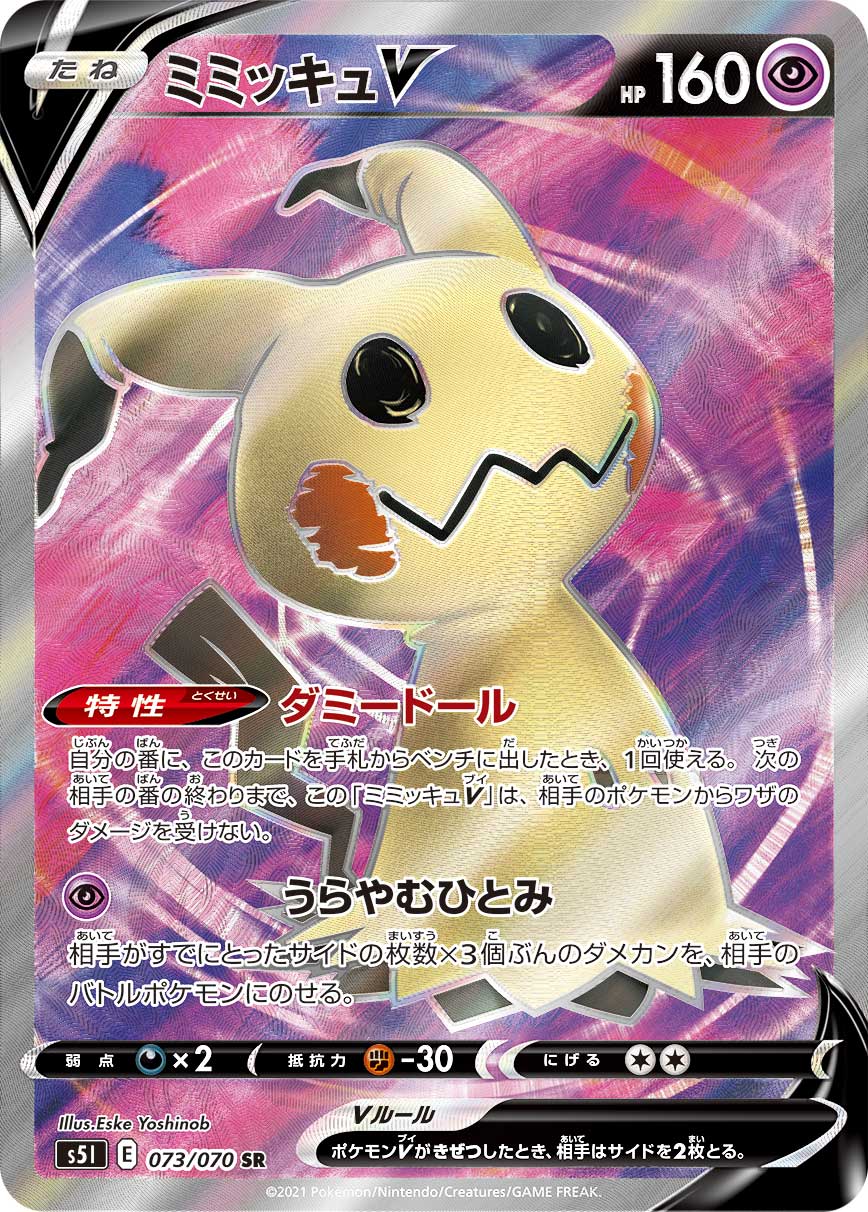 たね ミミッキュV HP 160
特性 とくせい ダミードール
自分の番に、このカードを手札からベンチに出したとき、1回使える。次の
相手の番の終わりまで、この「ミミッキュV」は、相手のポケモンからワザの
ダメージを受けない。
うらやむひとみ
相手がすでにとったサイドの枚数×3個ぶんのダメカンを、相手の
バトルポケモンにのせる。
弱点 ×2 抵抗力 -30 にげる
Illus.Eske Yoshinob
Vルール
ポケモンVがきぜつしたとき、相手はサイドを2枚とる。
s5I E 073/070 SR
©2021 Pokémon/Nintendo/Creatures/GAME FREAK.